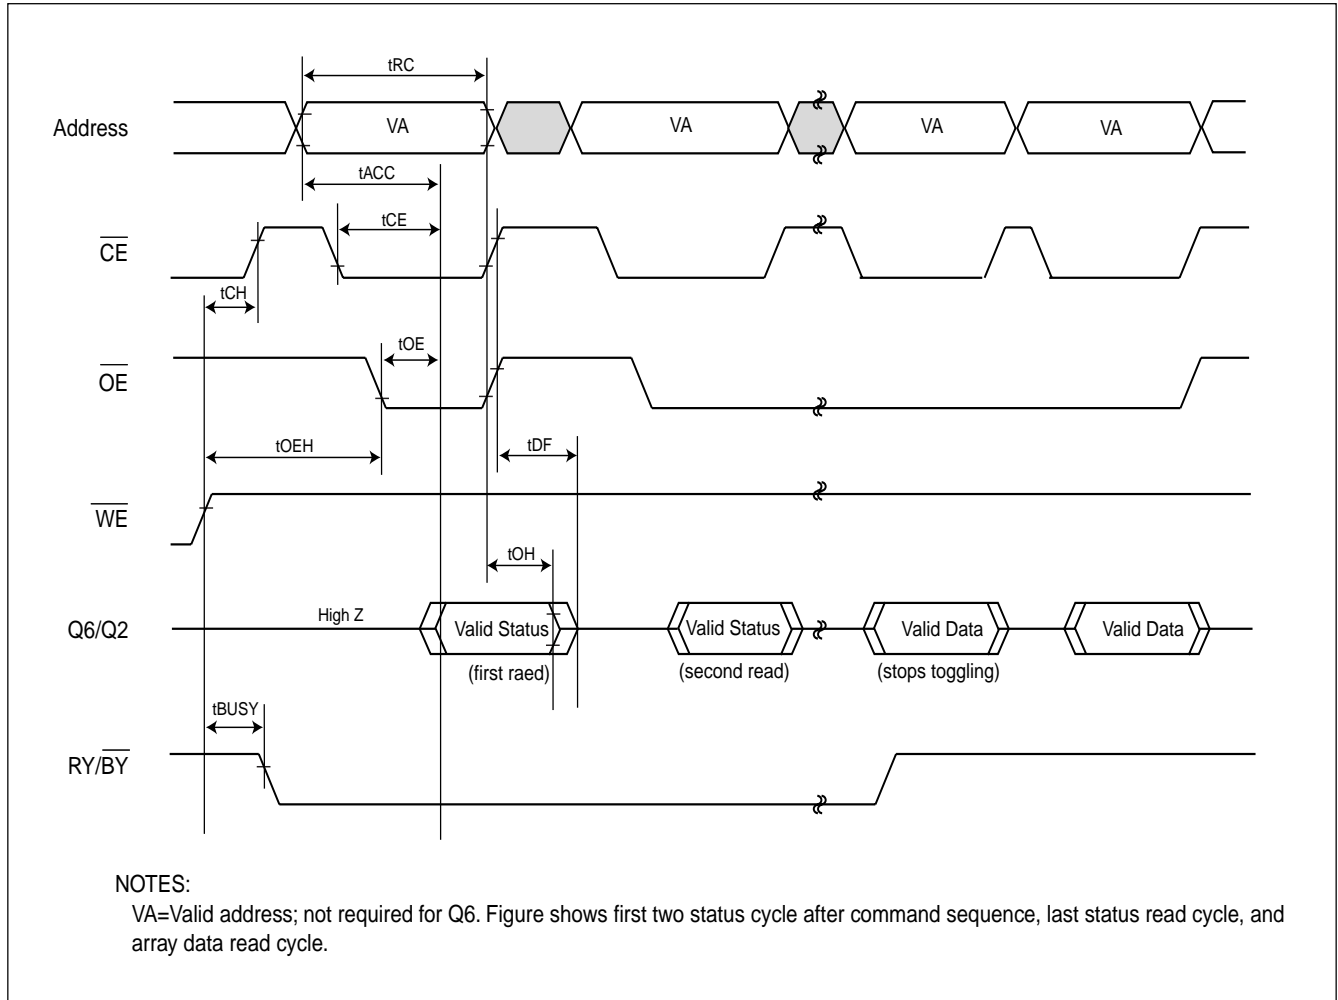 tRC
Address
VA
VA
VA
VA
tACC
tCE
CE
tCH
tOE
OE
tOEH
tDF
WE
tOH
High Z
Q6/Q2
Valid Status
Valid Status
Valid Data
Valid Data
(first raed)
(second read)
(stops toggling)
tBUSY
RY/BY
NOTES:
VA=Valid address; not required for Q6. Figure shows first two status cycle after command sequence, last status read cycle, and
array data read cycle.